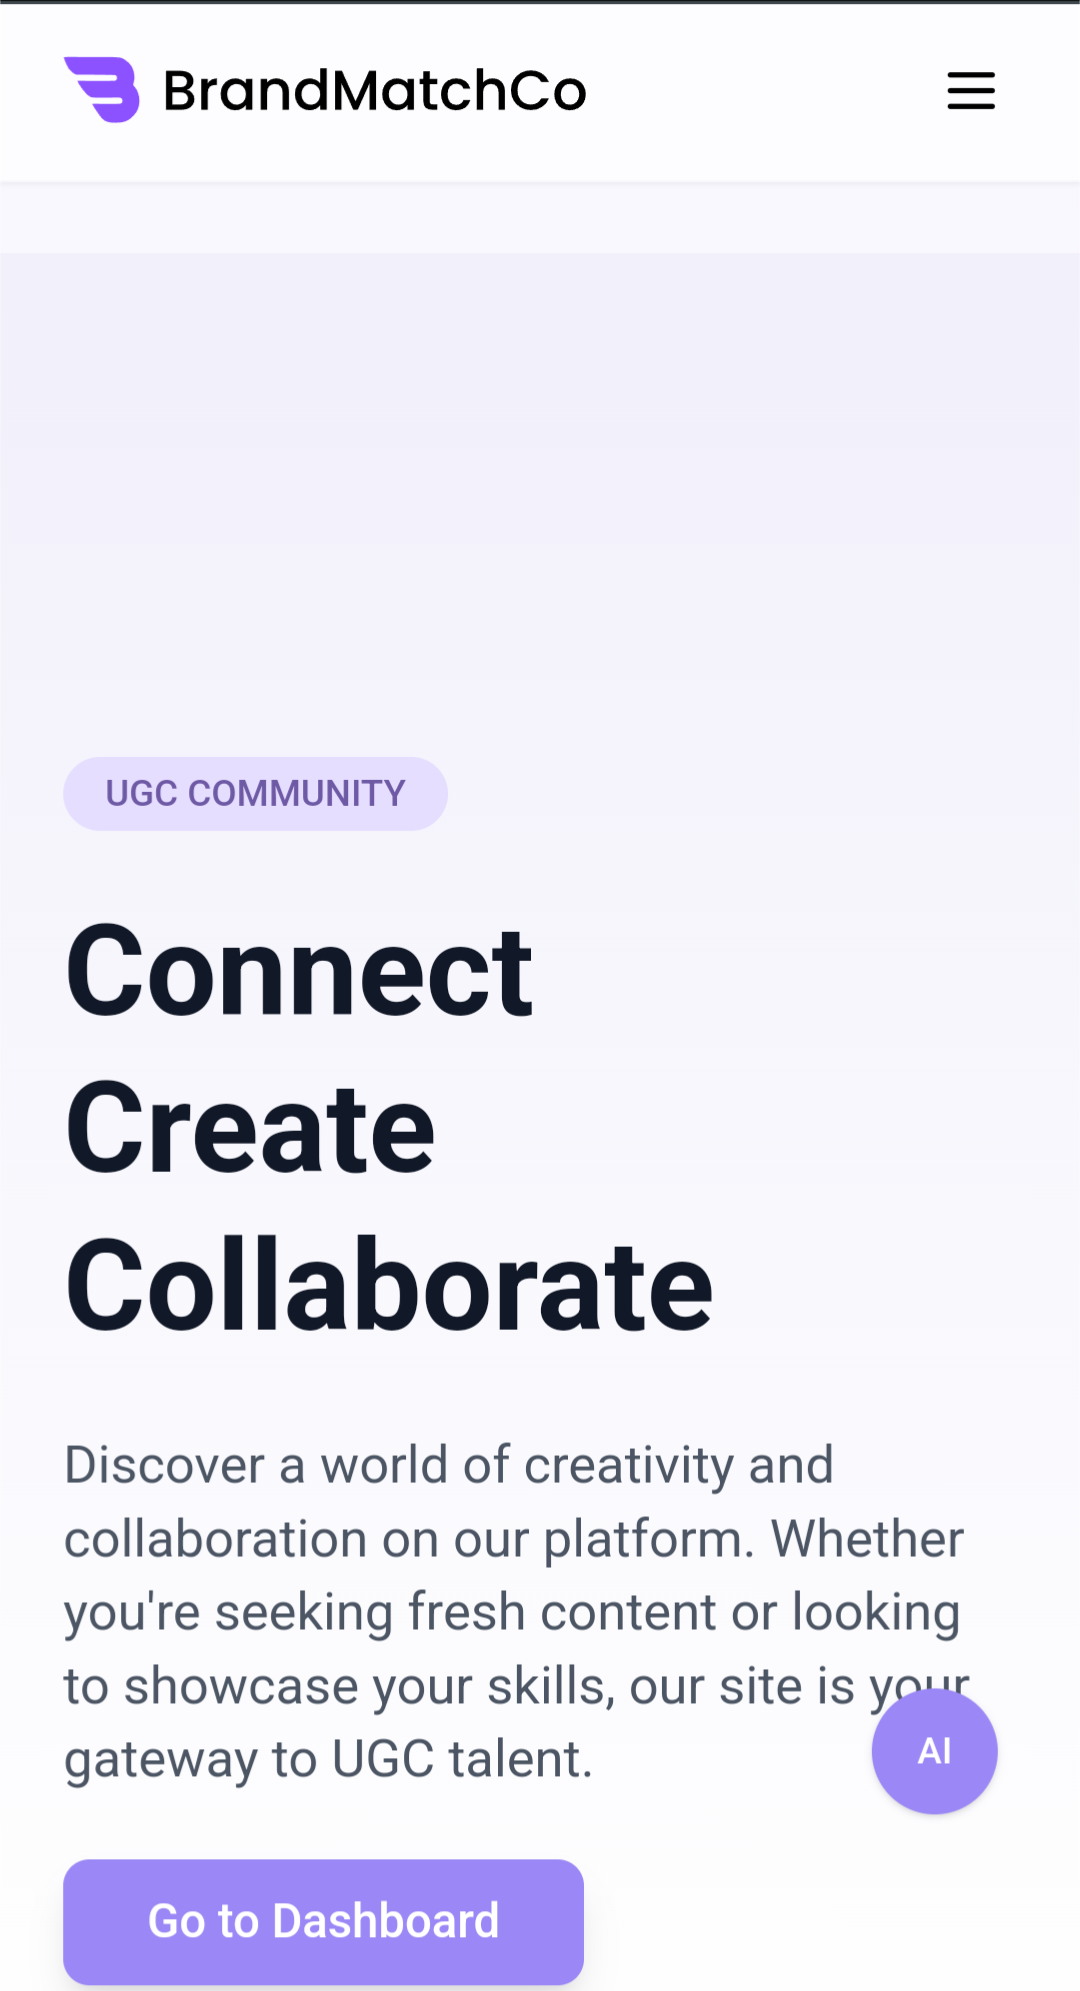 BrandMatchCo
UGC COMMUNITY
Connect
Create
Collaborate
Discover a world of creativity and
collaboration on our platform. Whether
you're seeking fresh content or looking
to showcase your skills, our site is your
gateway to UGC talent.
AI
Go to Dashboard